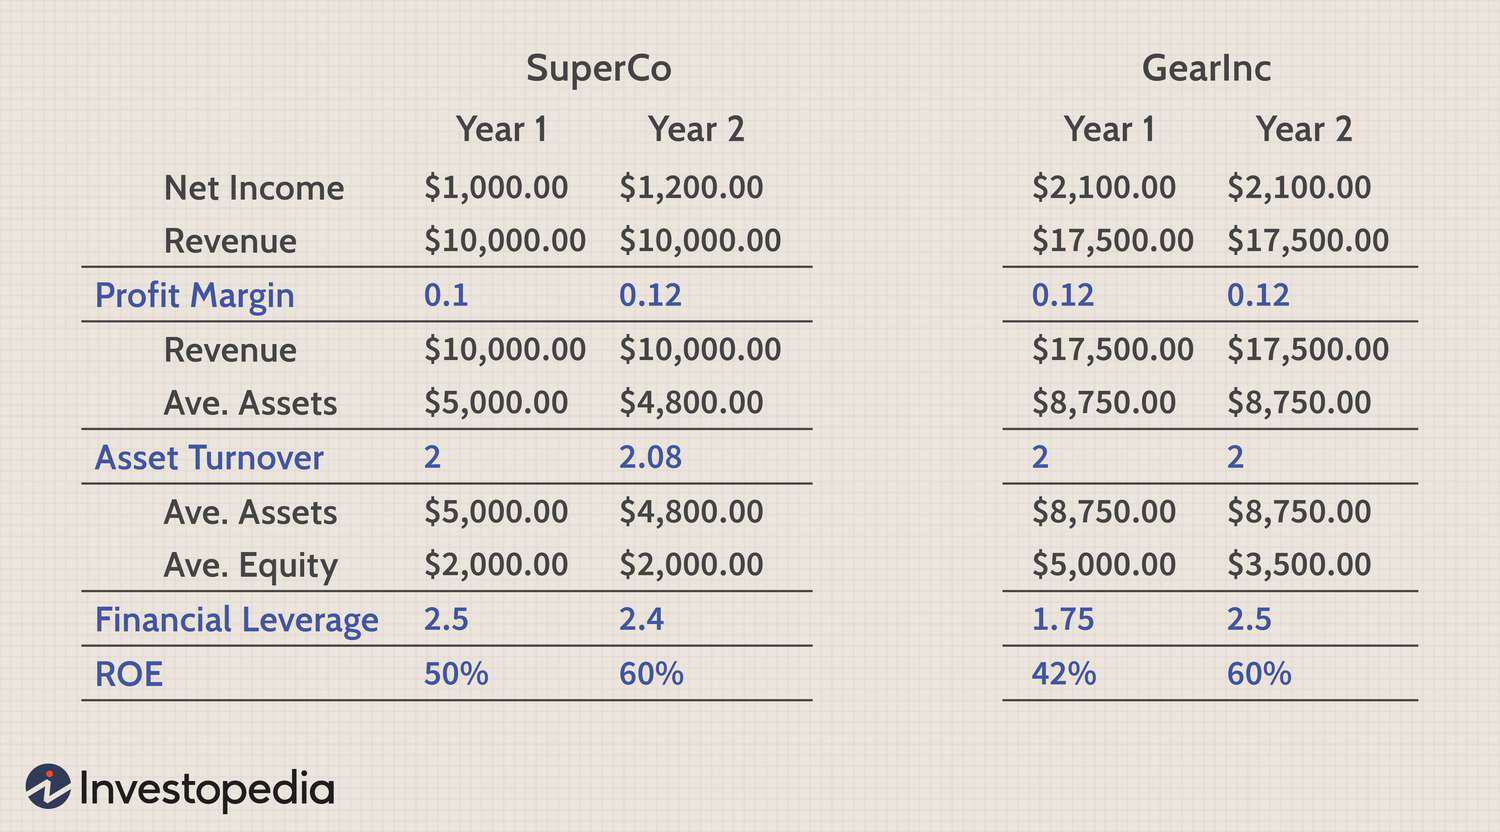 SuperCo GearInc
Year 1 Year 2 Year 1 Year 2
Net Income $1,000.00 $1,200.00 $2,100.00 $2,100.00
Revenue $10,000.00 $10,000.00 $17,500.00 $17,500.00
Profit Margin 0.1 0.12 0.12 0.12
Revenue $10,000.00 $10,000.00 $17,500.00 $17,500.00
Ave. Assets $5,000.00 $4,800.00 $8,750.00 $8,750.00
Asset Turnover 2 2.08 2 2
Ave. Assets $5,000.00 $4,800.00 $8,750.00 $8,750.00
Ave. Equity $2,000.00 $2,000.00 $5,000.00 $3,500.00
Financial Leverage 2.5 2.4 1.75 2.5
ROE 50% 60% 42% 60%
Investopedia